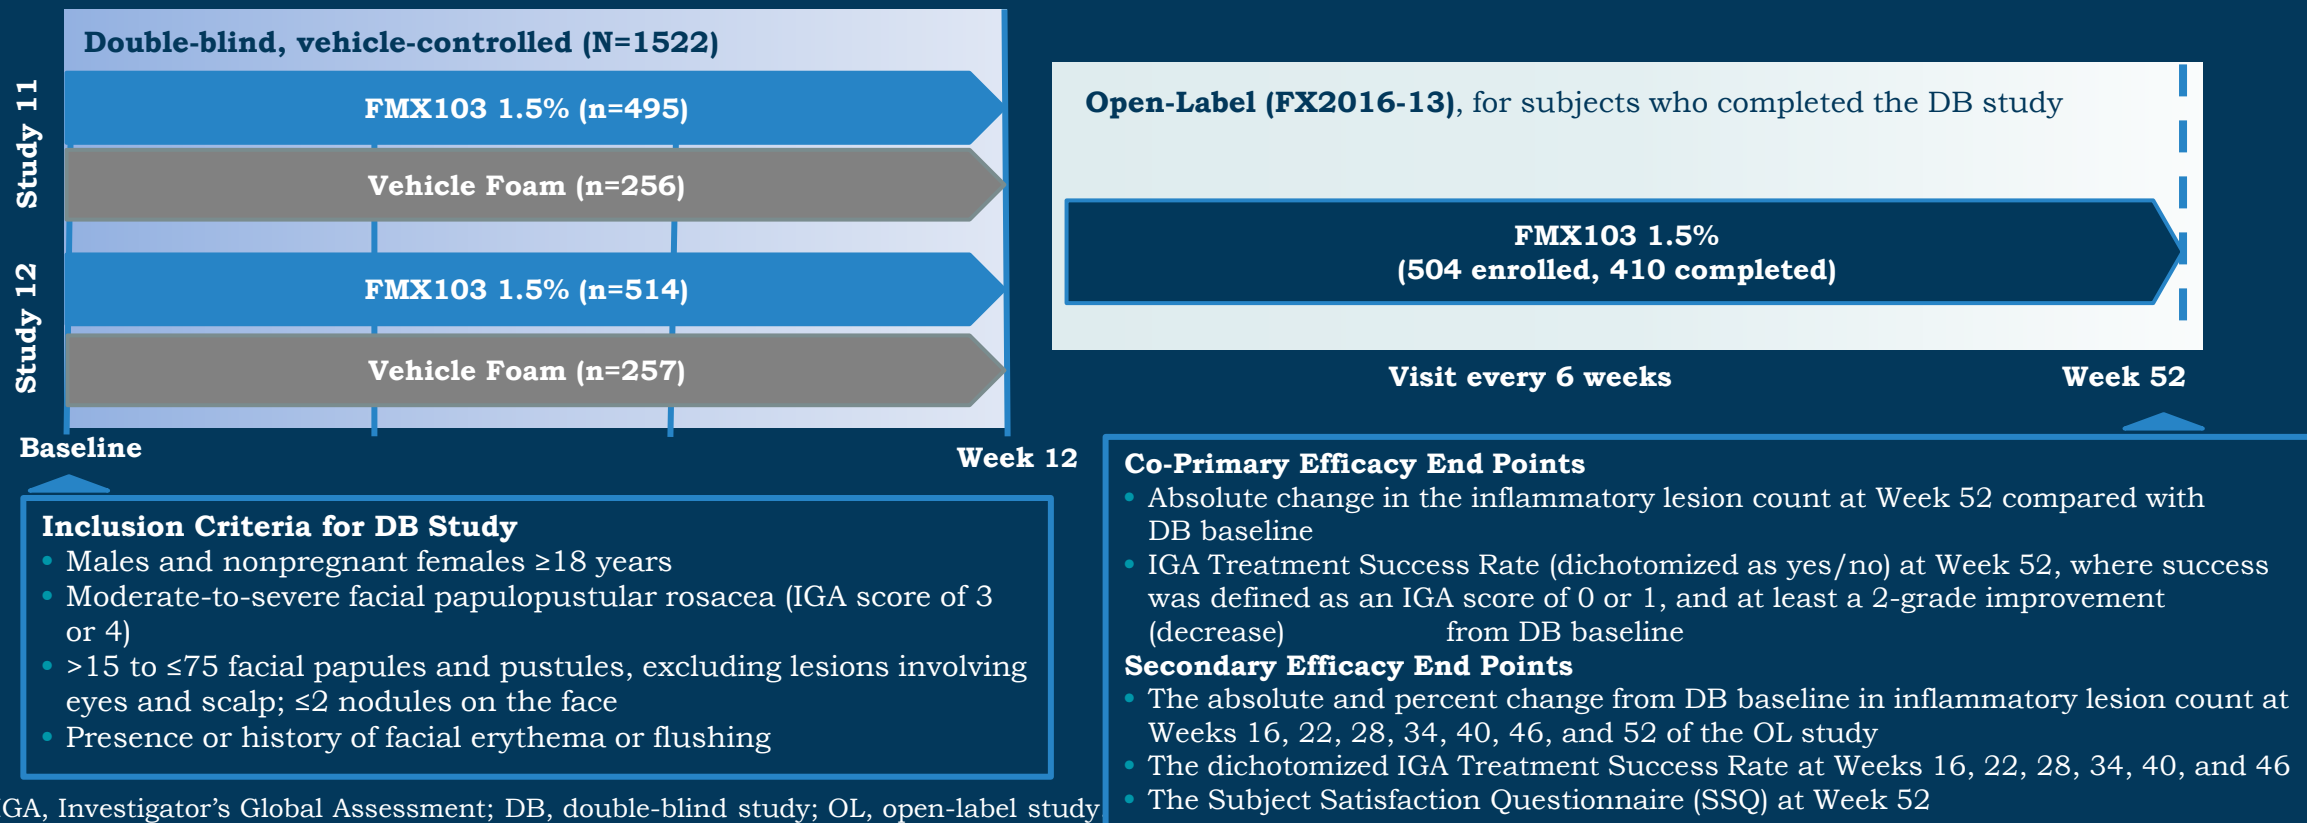 Double-blind, vehicle-controlled (N=1522)
Study 11
FMX103 1.5% (n=495)
Vehicle Foam (n=256)
Study 12
FMX103 1.5% (n=514)
Vehicle Foam (n=257)
Baseline
Week 12
Open-Label (FX2016-13), for subjects who completed the DB study
FMX103 1.5%
(504 enrolled, 410 completed)
Visit every 6 weeks
Week 52
Inclusion Criteria for DB Study
• Males and nonpregnant females ≥18 years
• Moderate-to-severe facial papulopustular rosacea (IGA score of 3
or 4)
• >15 to ≤75 facial papules and pustules, excluding lesions involving
eyes and scalp; ≤2 nodules on the face
• Presence or history of facial erythema or flushing
Co-Primary Efficacy End Points
• Absolute change in the inflammatory lesion count at Week 52 compared with
DB baseline
• IGA Treatment Success Rate (dichotomized as yes/no) at Week 52, where success
was defined as an IGA score of 0 or 1, and at least a 2-grade improvement
(decrease) from DB baseline
Secondary Efficacy End Points
• The absolute and percent change from DB baseline in inflammatory lesion count at
Weeks 16, 22, 28, 34, 40, 46, and 52 of the OL study
• The dichotomized IGA Treatment Success Rate at Weeks 16, 22, 28, 34, 40, and 46
• The Subject Satisfaction Questionnaire (SSQ) at Week 52
IGA, Investigator's Global Assessment; DB, double-blind study; OL, open-label study